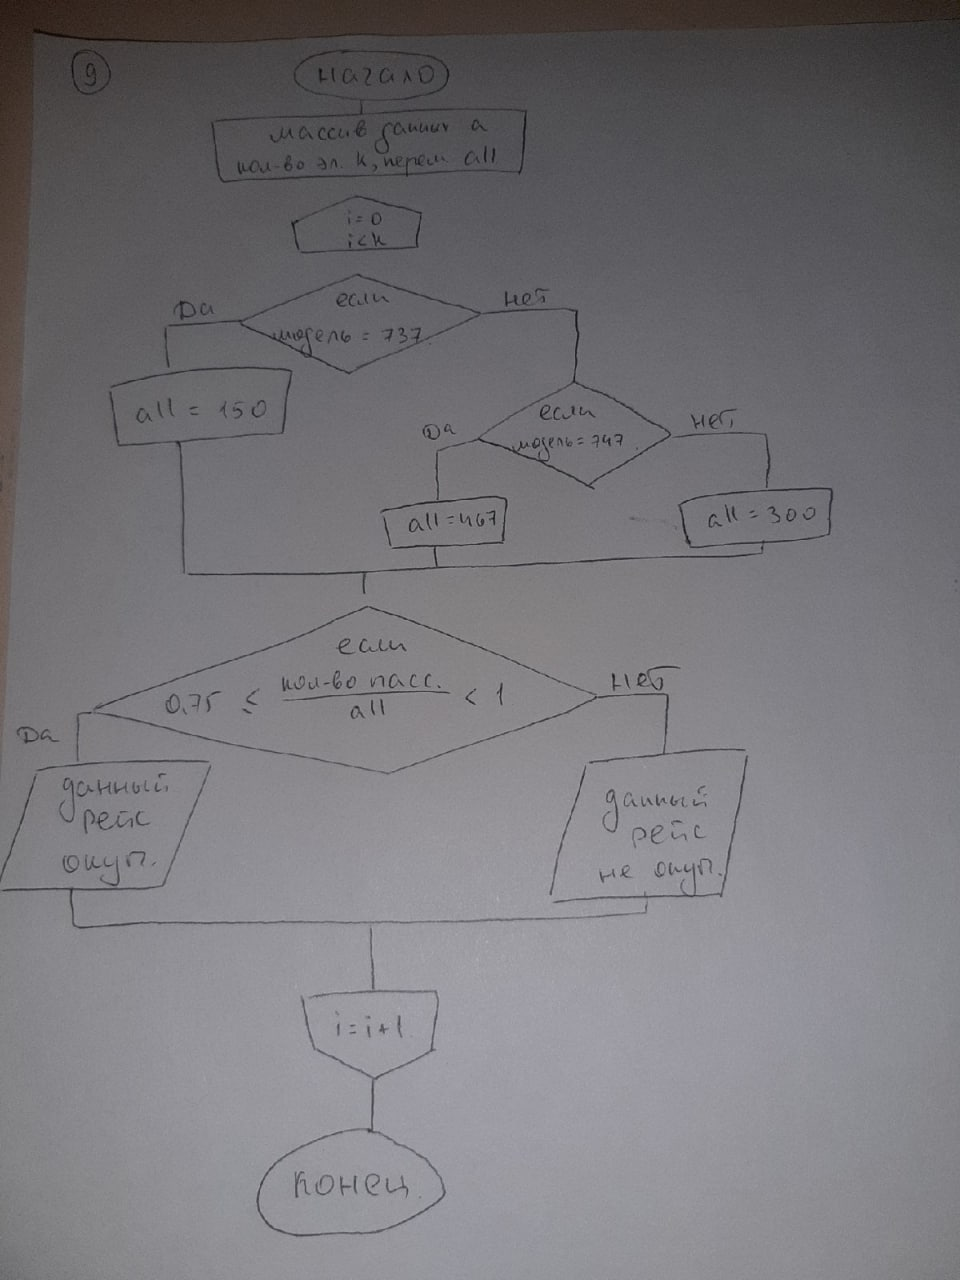 9
Начало
массив данных a
кол-во эл. k, перем all
i=0
i<k
Да
если
модель = 737
нет
all = 150
Да
если
модель = 747
нет
all = 467
all = 300
если
0,75 ≤ кол-во пасс. / all < 1
Да
Нет
данный
рейс
окуп.
данный
рейс
не окуп.
i=i+1
Конец